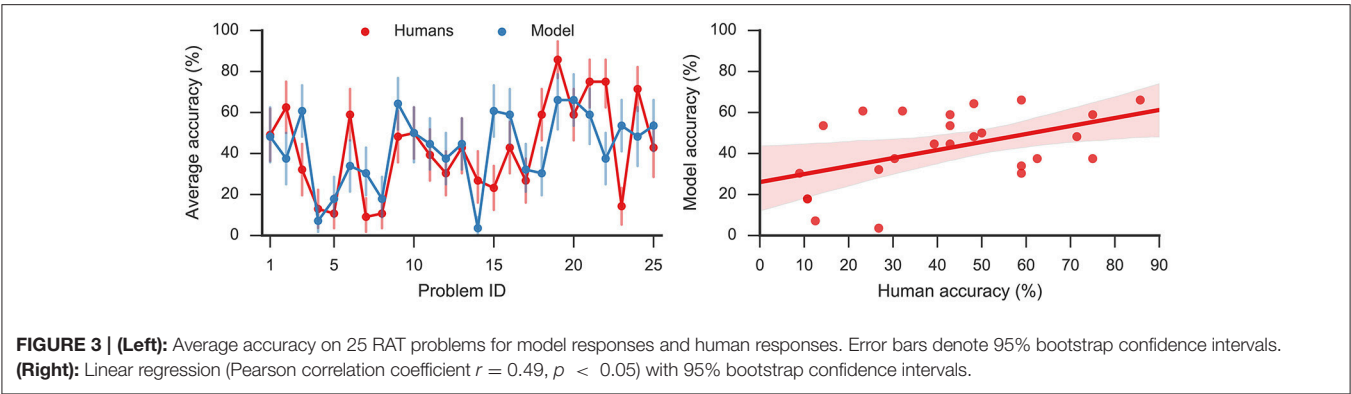 Humans Model
Average accuracy (%)
100
80
60
40
20
0
1 5 10 15 20 25
Problem ID
Model accuracy (%)
100
80
60
40
20
0
0 10 20 30 40 50 60 70 80 90
Human accuracy (%)
FIGURE 3 | (Left): Average accuracy on 25 RAT problems for model responses and human responses. Error bars denote 95% bootstrap confidence intervals.
(Right): Linear regression (Pearson correlation coefficient r = 0.49, p < 0.05) with 95% bootstrap confidence intervals.